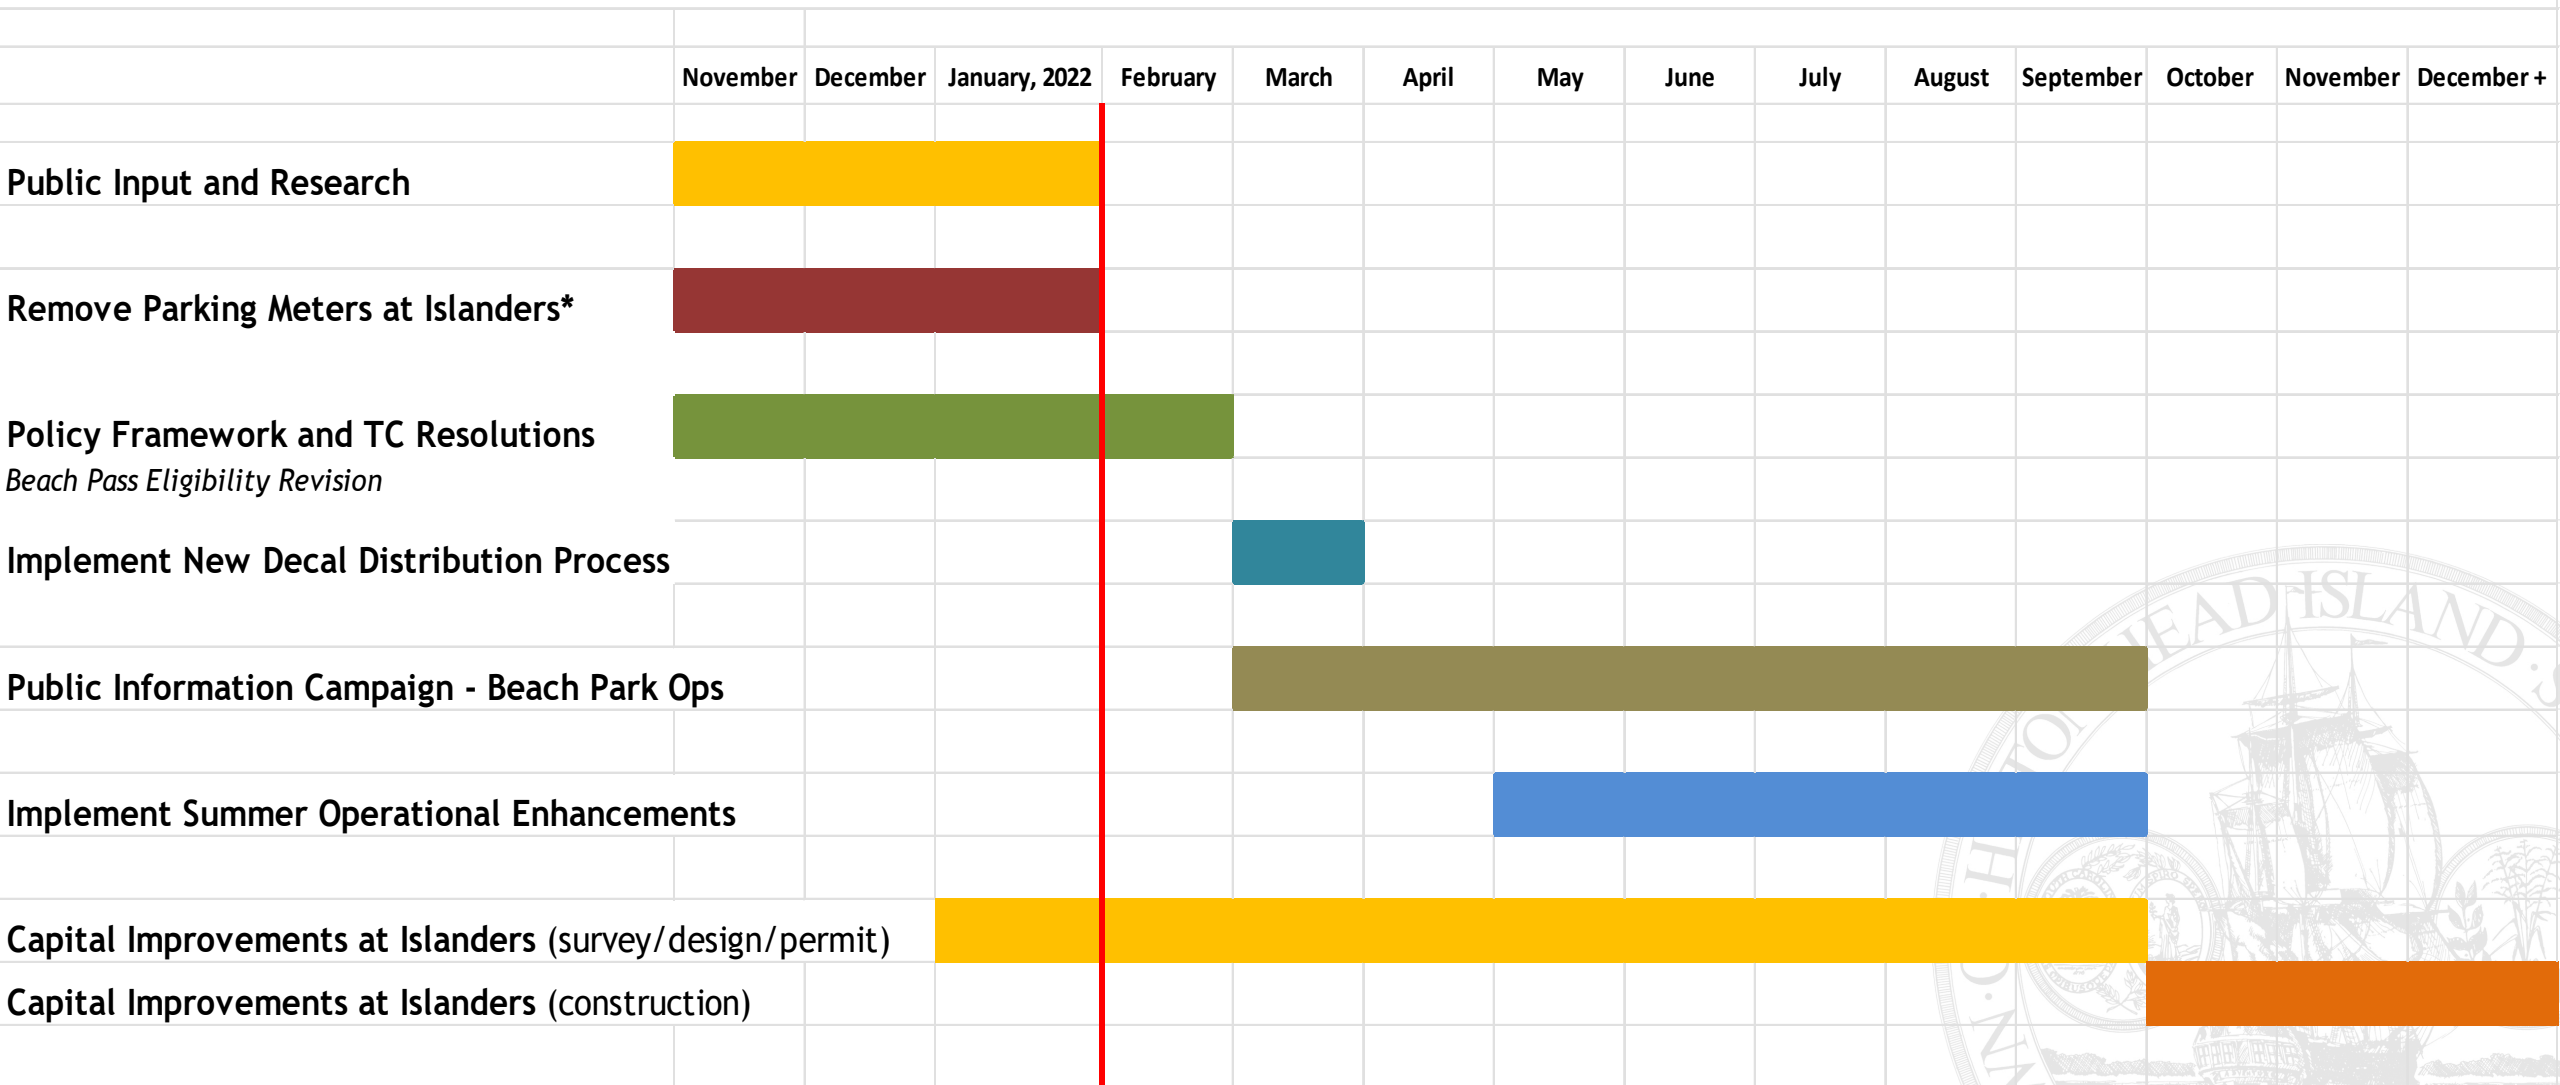 November December January, 2022 February March April May June July August September October November December +
Public Input and Research
Remove Parking Meters at Islanders*
Policy Framework and TC Resolutions
Beach Pass Eligibility Revision
Implement New Decal Distribution Process
Public Information Campaign - Beach Park Ops
Implement Summer Operational Enhancements
Capital Improvements at Islanders (survey/design/permit)
Capital Improvements at Islanders (construction)
HEAD ISLAND